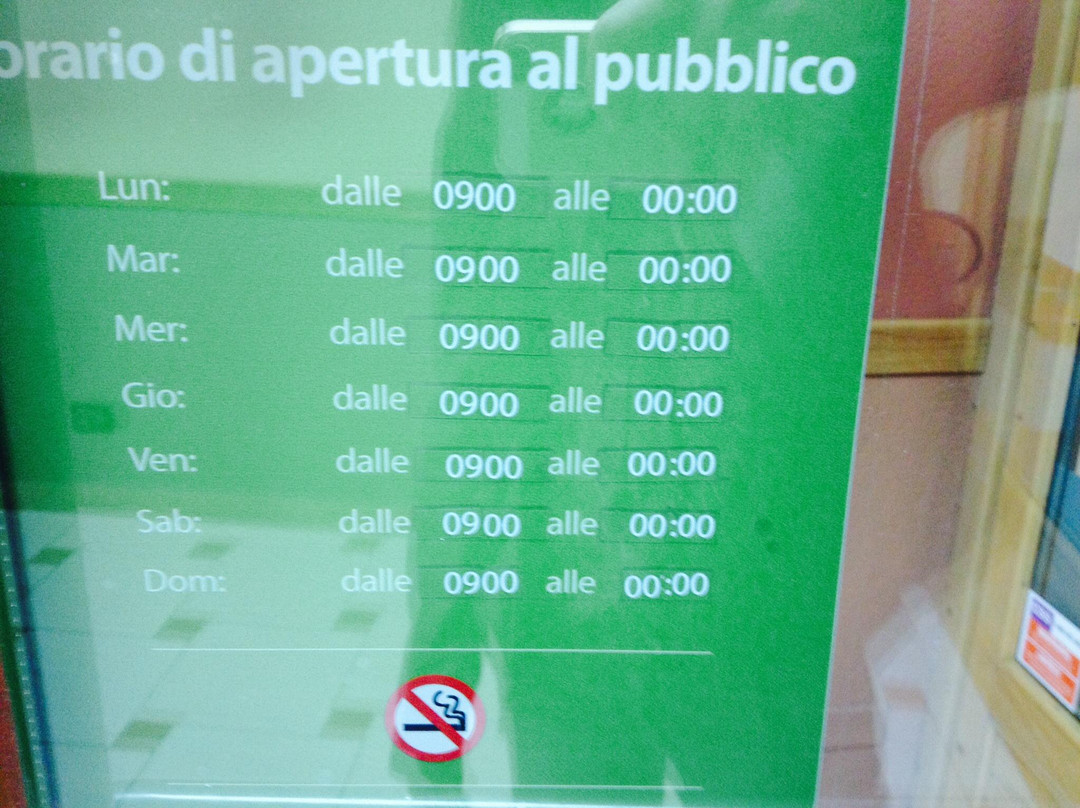 orario di apertura al pubblico
Lun: dalle 0900 alle 00:00
Mar: dalle 0900 alle 00:00
Mer: dalle 0900 alle 00:00
Gio: dalle 0900 alle 00:00
Ven: dalle 0900 alle 00:00
Sab: dalle 0900 alle 00:00
Dom: dalle 0900 alle 00:00